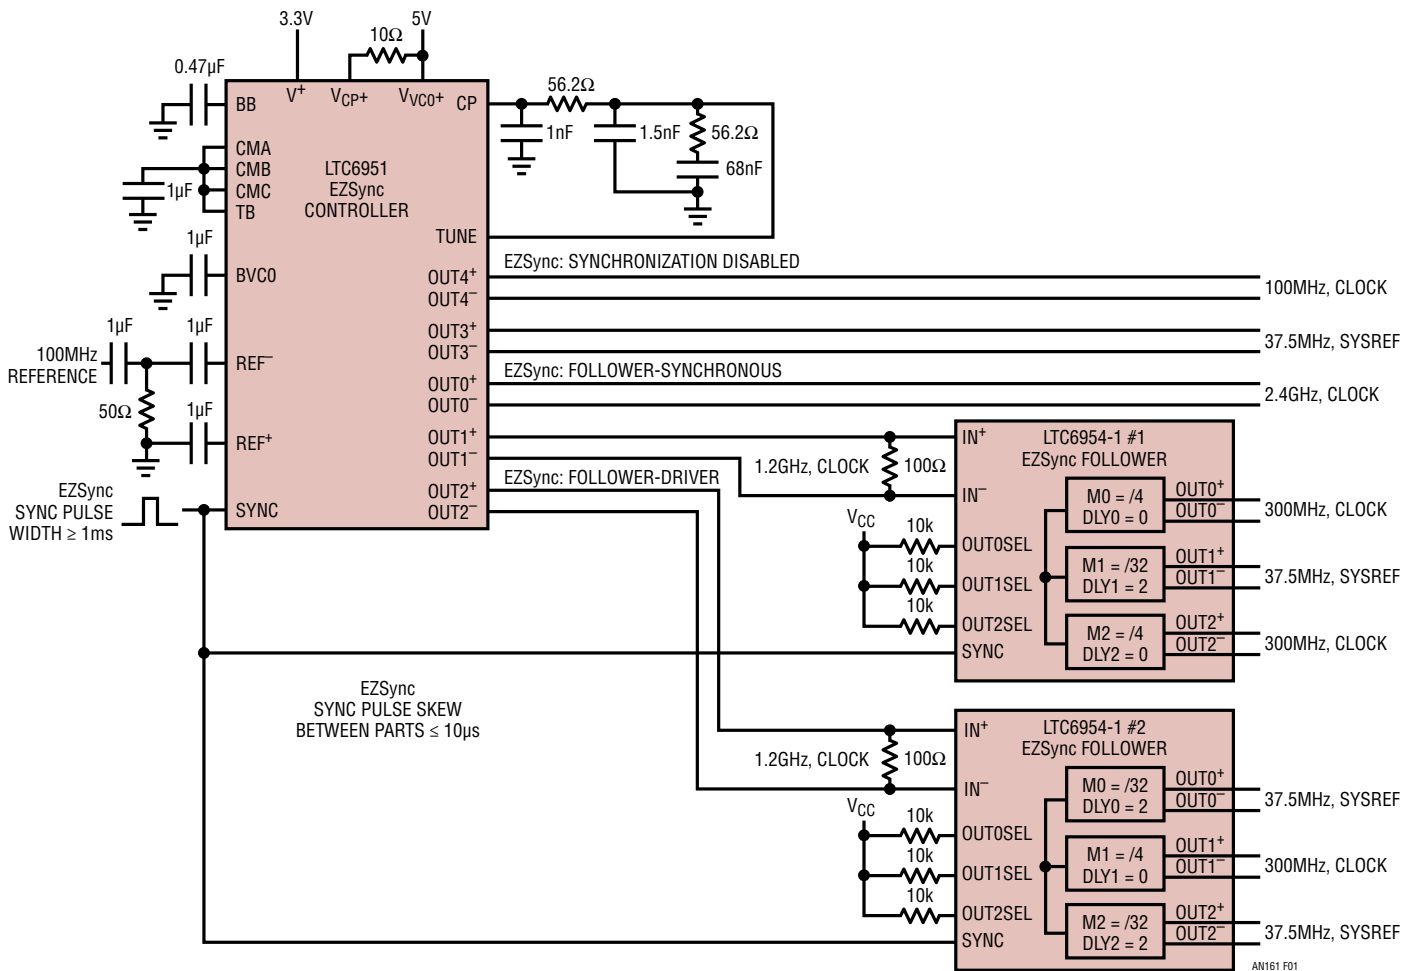 3.3V
5V
10Ω
0.47µF
BB
V+
VCP+
VVC0+
CP
56.2Ω
1nF
1.5nF
56.2Ω
68nF
CMA
CMB
CMC
TB
1µF
LTC6951
EZSync
CONTROLLER
TUNE
1µF
BVC0
EZSync: SYNCHRONIZATION DISABLED
OUT4+
OUT4–
100MHz, CLOCK
1µF
1µF
OUT3+
OUT3–
37.5MHz, SYSREF
100MHz
REFERENCE
REF–
EZSync: FOLLOWER-SYNCHRONOUS
OUT0+
OUT0–
2.4GHz, CLOCK
50Ω
1µF
REF+
OUT1+
OUT1–
1.2GHz, CLOCK
100Ω
EZSync: FOLLOWER-DRIVER
OUT2+
OUT2–
EZSync
SYNC PULSE
WIDTH ≥ 1ms
SYNC
IN+
LTC6954-1 #1
EZSync FOLLOWER
IN–
VCC
10k
OUT0SEL
10k
OUT1SEL
10k
OUT2SEL
SYNC
M0 = /4
DLY0 = 0
OUT0+
OUT0–
300MHz, CLOCK
M1 = /32
DLY1 = 2
OUT1+
OUT1–
37.5MHz, SYSREF
M2 = /4
DLY2 = 0
OUT2+
OUT2–
300MHz, CLOCK
EZSync
SYNC PULSE SKEW
BETWEEN PARTS ≤ 10µs
1.2GHz, CLOCK
100Ω
IN+
LTC6954-1 #2
EZSync FOLLOWER
IN–
VCC
10k
OUT0SEL
10k
OUT1SEL
10k
OUT2SEL
SYNC
M0 = /32
DLY0 = 2
OUT0+
OUT0–
37.5MHz, SYSREF
M1 = /4
DLY1 = 0
OUT1+
OUT1–
300MHz, CLOCK
M2 = /32
DLY2 = 2
OUT2+
OUT2–
37.5MHz, SYSREF
AN161 F01